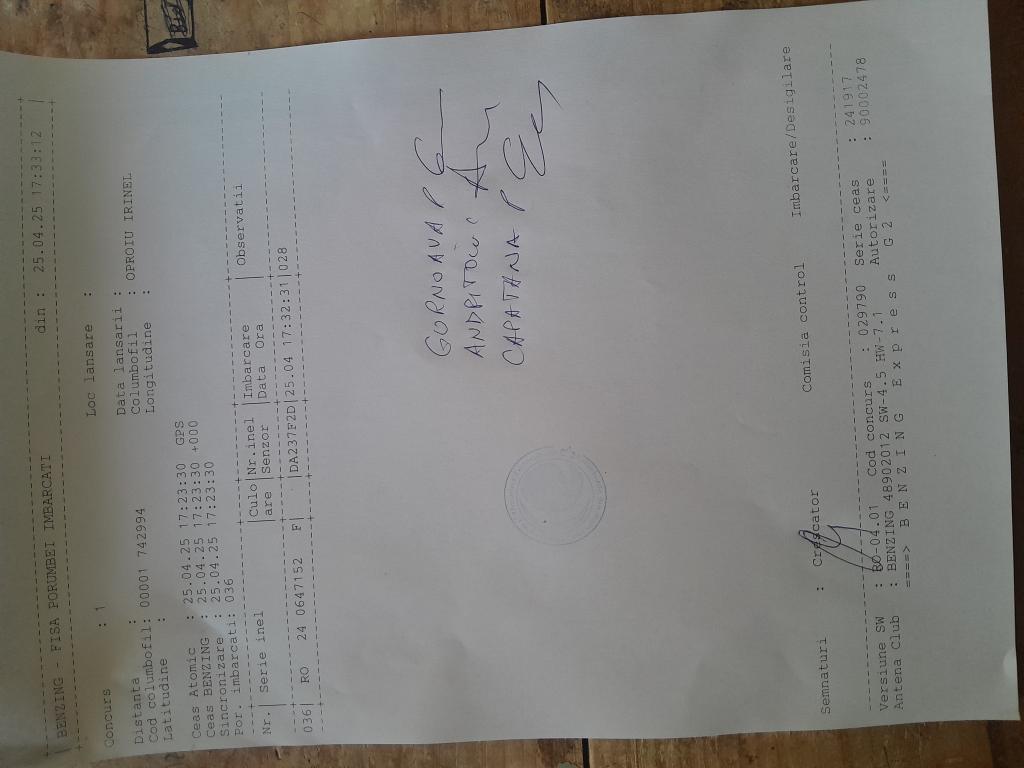 BENZING - FISA PORUMBEI IMBARCATI din : 25.04.25 17:33:12
Concurs : 1 Loc lansare :
Distanta : Data lansarii :
Cod columbofil: 00001 742994 Columbofil : OPROIU IRINEL
Latitudine : Longitudine :
Ceas Atomic : 25.04.25 17:23:30 GPS
Ceas BENZING : 25.04.25 17:23:30 +000
Sincronizare : 25.04.25 17:23:30
Por. imbarcati: 036
Nr.| Serie inel |Culo|Nr.inel |Imbarcare |Observatii
|are |Senzor |Data Ora |
036| RO 24 0647152 F| |DA237F2D|25.04 17:32:31|028
GORNOAVA P
CAPATANA P
Semnaturi : Crescator Comisia control Imbarcare/Desigilare
Versiune SW : RO-04.01 Cod concurs : 029790 Serie ceas : 241917
Antena Club : BENZING 48902012 SW-4.5 HW-7.1 Autorizare : 90002478
====> B E N Z I N G E x p r e s s G 2 <====